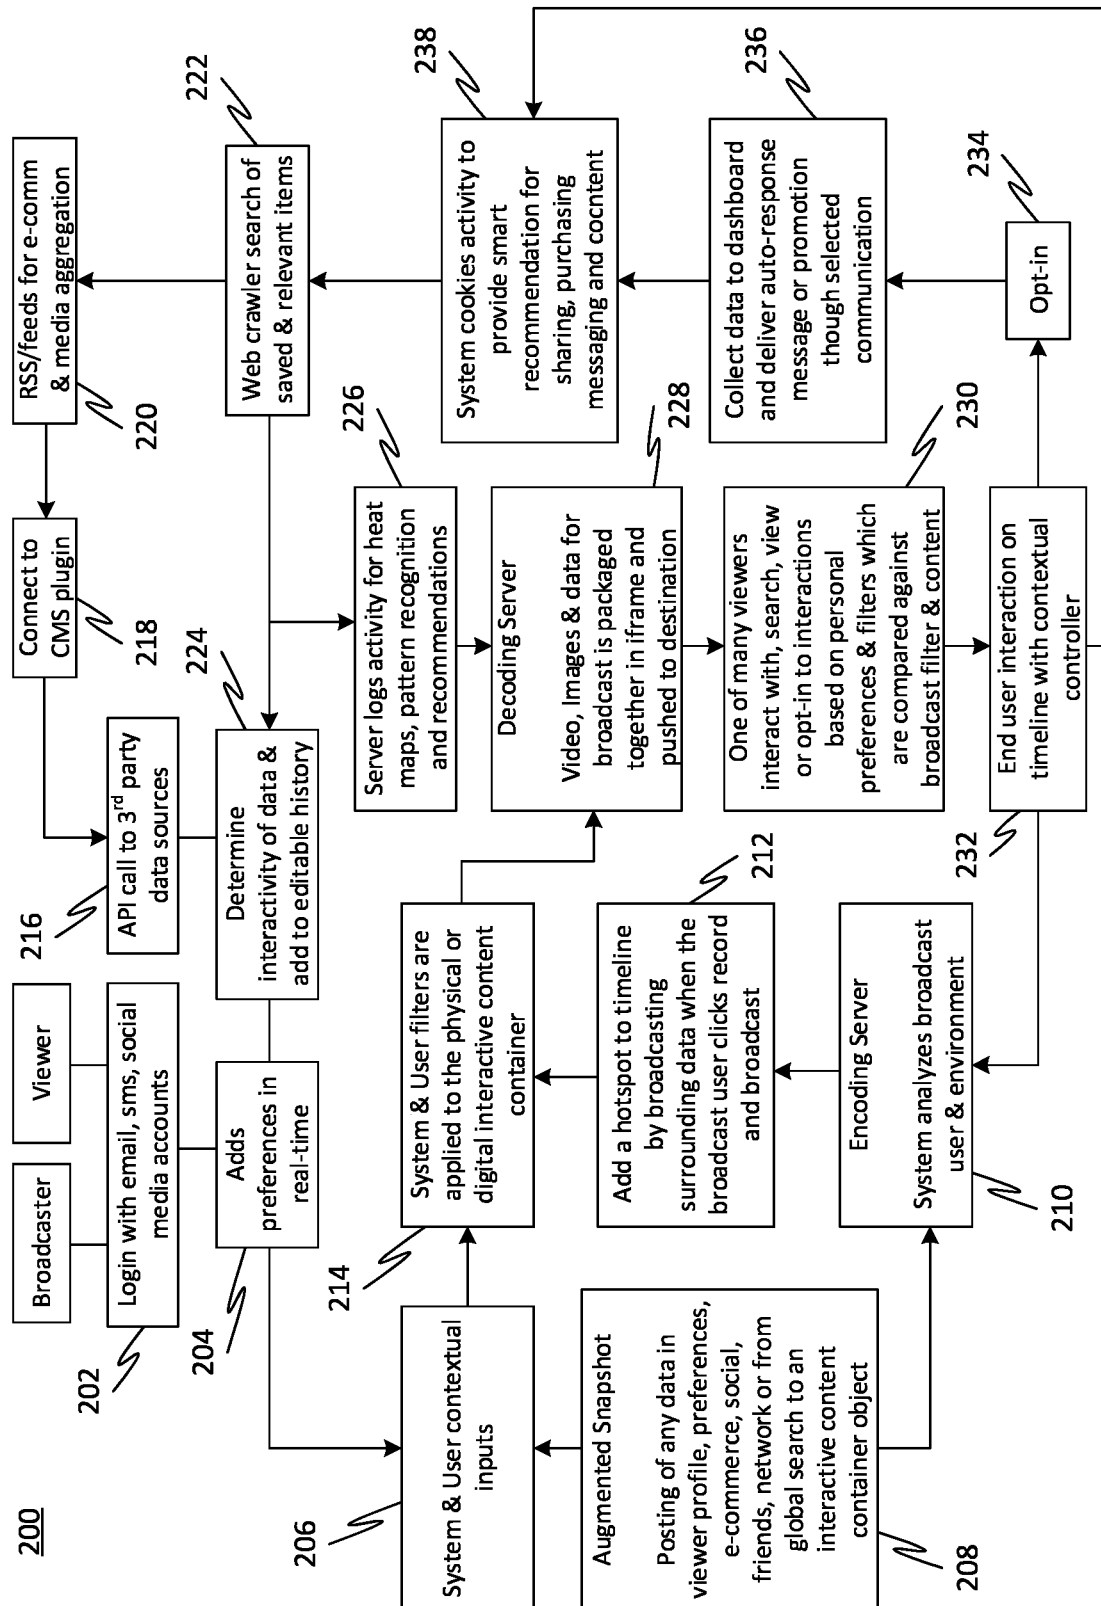 200
Broadcaster
Viewer
202
Login with email, sms, social
media accounts
204
Adds
preferences in
real-time
216
API call to 3rd party
data sources
Connect to
CMS plugin
218
RSS/feeds for e-comm
& media aggregation
220
222
Web crawler search of
saved & relevant items
224
Determine
interactivity of data &
add to editable history
206
System & User contextual
inputs
214
System & User filters are
applied to the physical or
digital interactive content
container
226
Server logs activity for heat
maps, pattern recognition
and recommendations
238
System cookies activity to
provide smart
recommendation for
sharing, purchasing
messaging and cocntent
Decoding Server
Video, Images & data for
broadcast is packaged
together in iframe and
pushed to destination
228
Augmented Snapshot
Posting of any data in
viewer profile, preferences,
e-commerce, social,
friends, network or from
global search to an
interactive content
container object
208
212
Add a hotspot to timeline
by broadcasting
surrounding data when the
broadcast user clicks record
and broadcast
One of many viewers
interact with, search, view
or opt-in to interactions
based on personal
preferences & filters which
are compared against
broadcast filter & content
230
236
Collect data to dashboard
and deliver auto-response
message or promotion
though selected
communication
Encoding Server
System analyzes broadcast
user & environment
210
232
End user interaction on
timeline with contextual
controller
234
Opt-in